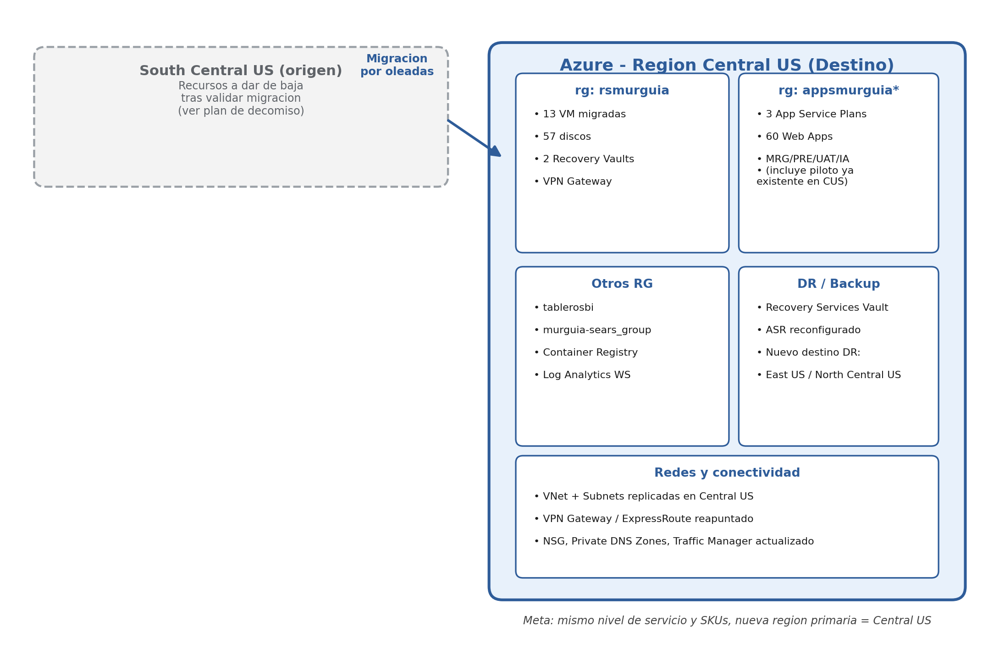 South Central US (origen)
Migracion
por oleadas
Recursos a dar de baja
tras validar migracion
(ver plan de decomiso)
Azure - Region Central US (Destino)
rg: rsmurguia
• 13 VM migradas
• 57 discos
• 2 Recovery Vaults
• VPN Gateway
rg: appsmurguia*
• 3 App Service Plans
• 60 Web Apps
• MRG/PRE/UAT/IA
• (incluye piloto ya
existente en CUS)
Otros RG
• tablerosbi
• murguia-sears_group
• Container Registry
• Log Analytics WS
DR / Backup
• Recovery Services Vault
• ASR reconfigurado
• Nuevo destino DR:
• East US / North Central US
Redes y conectividad
• VNet + Subnets replicadas en Central US
• VPN Gateway / ExpressRoute reapuntado
• NSG, Private DNS Zones, Traffic Manager actualizado
Meta: mismo nivel de servicio y SKUs, nueva region primaria = Central US